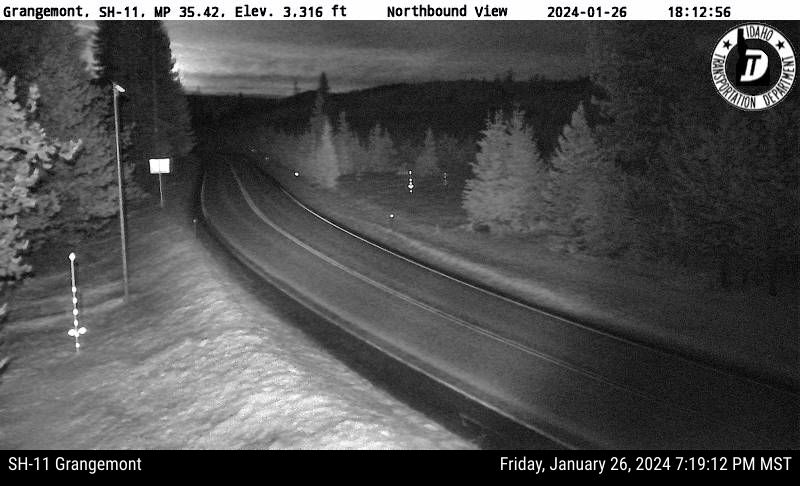 Grangemont, SH-11, MP 35.42, Elev. 3,316 ft Northbound View 2024-01-26 18:12:56
IDAHO
TRANSPORTATION DEPARTMENT
SH-11 Grangemont Friday, January 26, 2024 7:19:12 PM MST